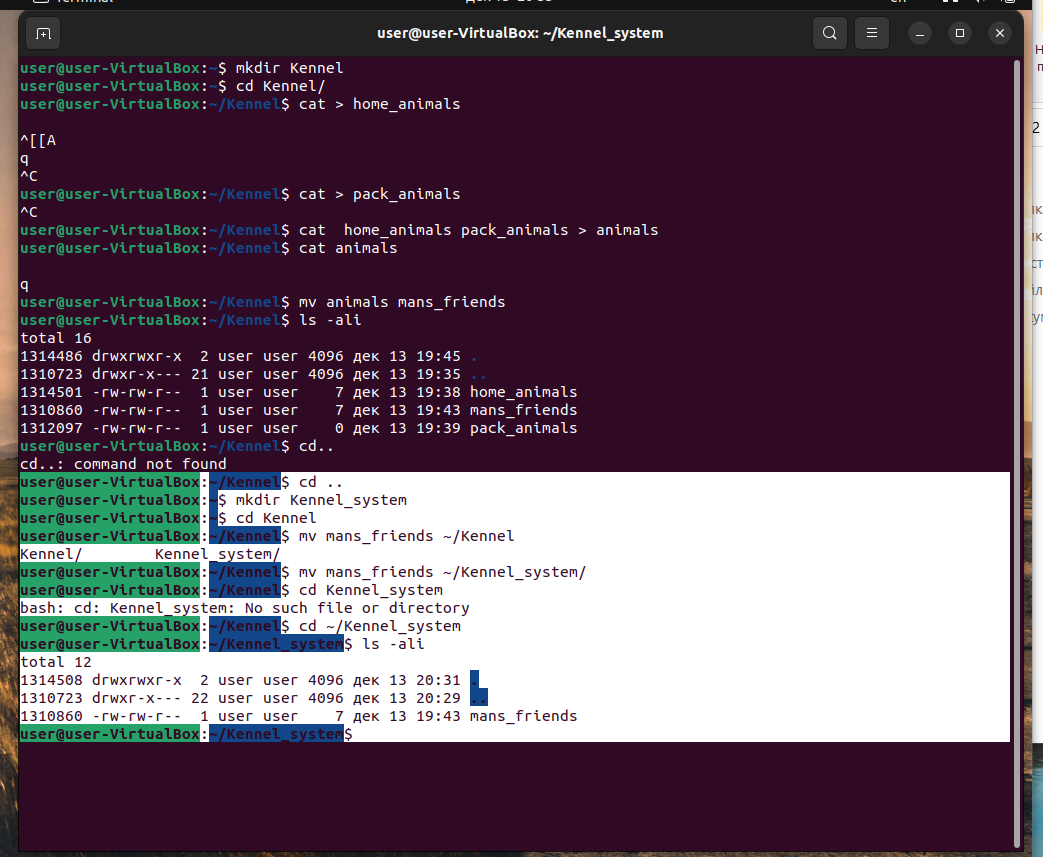 Terminal
user@user-VirtualBox: ~/Kennel_system
user@user-VirtualBox:~$ mkdir Kennel
user@user-VirtualBox:~$ cd Kennel/
user@user-VirtualBox:~/Kennel$ cat > home_animals
^[[A
q
^C
user@user-VirtualBox:~/Kennel$ cat > pack_animals
^C
user@user-VirtualBox:~/Kennel$ cat  home_animals pack_animals > animals
user@user-VirtualBox:~/Kennel$ cat animals
q
user@user-VirtualBox:~/Kennel$ mv animals mans_friends
user@user-VirtualBox:~/Kennel$ ls -ali
total 16
1314486 drwxrwxr-x  2 user user 4096 дек 13 19:45 .
1310723 drwxr-x--- 21 user user 4096 дек 13 19:35 ..
1314501 -rw-rw-r--  1 user user    7 дек 13 19:38 home_animals
1310860 -rw-rw-r--  1 user user    7 дек 13 19:43 mans_friends
1312097 -rw-rw-r--  1 user user    0 дек 13 19:39 pack_animals
user@user-VirtualBox:~/Kennel$ cd..
cd..: command not found
user@user-VirtualBox:~/Kennel$ cd ..
user@user-VirtualBox:~$ mkdir Kennel_system
user@user-VirtualBox:~$ cd Kennel
user@user-VirtualBox:~/Kennel$ mv mans_friends ~/Kennel
Kennel/        Kennel_system/
user@user-VirtualBox:~/Kennel$ mv mans_friends ~/Kennel_system/
user@user-VirtualBox:~/Kennel$ cd Kennel_system
bash: cd: Kennel_system: No such file or directory
user@user-VirtualBox:~/Kennel$ cd ~/Kennel_system
user@user-VirtualBox:~/Kennel_system$ ls -ali
total 12
1314508 drwxrwxr-x  2 user user 4096 дек 13 20:31 .
1310723 drwxr-x--- 22 user user 4096 дек 13 20:29 ..
1310860 -rw-rw-r--  1 user user    7 дек 13 19:43 mans_friends
user@user-VirtualBox:~/Kennel_system$